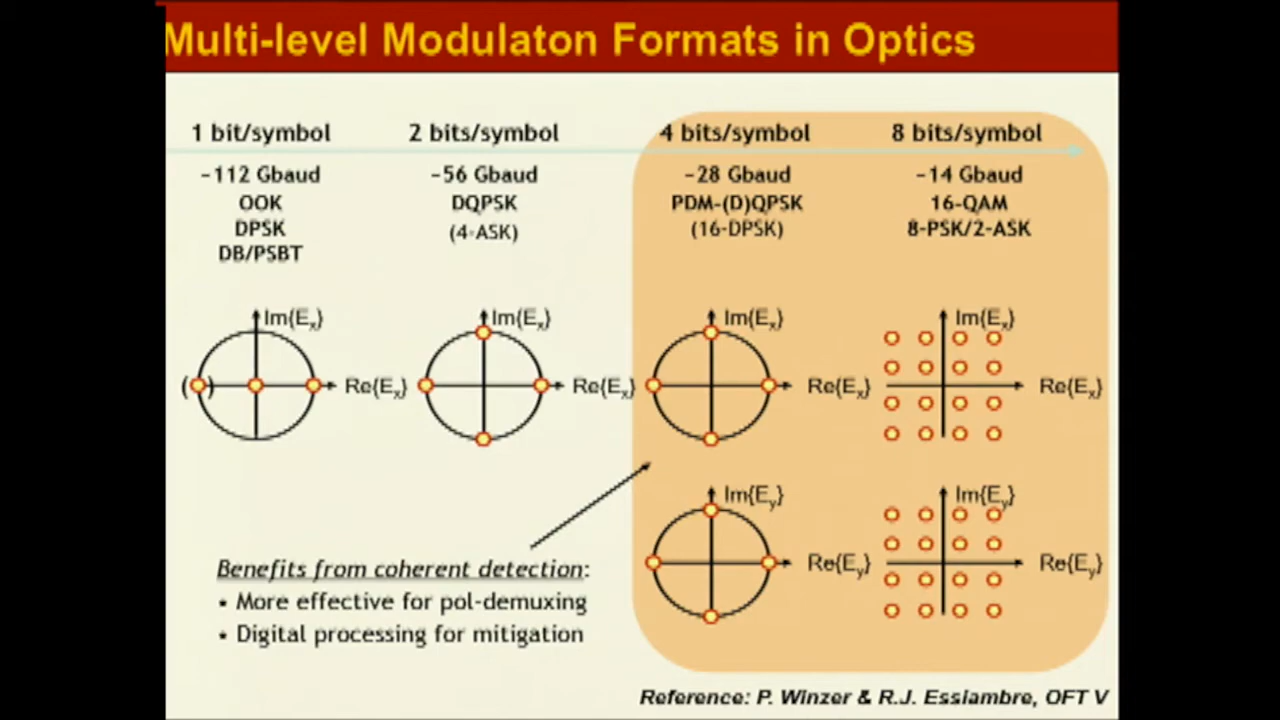 Multi-level Modulaton Formats in Optics
1 bit/symbol
2 bits/symbol
4 bits/symbol
8 bits/symbol
~112 Gbaud
~56 Gbaud
~28 Gbaud
~14 Gbaud
OOK
DQPSK
PDM-(D)QPSK
16-QAM
DPSK
(4-ASK)
(16-DPSK)
8-PSK/2-ASK
DB/PSBT
Im{Ex}
Im{Ex}
Im{Ex}
Im{Ex}
( )
Re{Ex}
Re{Ex}
Re{Ex}
Re{Ex}
Im{Ey}
Im{Ey}
Re{Ey}
Re{Ey}
Benefits from coherent detection:
• More effective for pol-demuxing
• Digital processing for mitigation
Reference: P. Winzer & R.J. Essiambre, OFT V